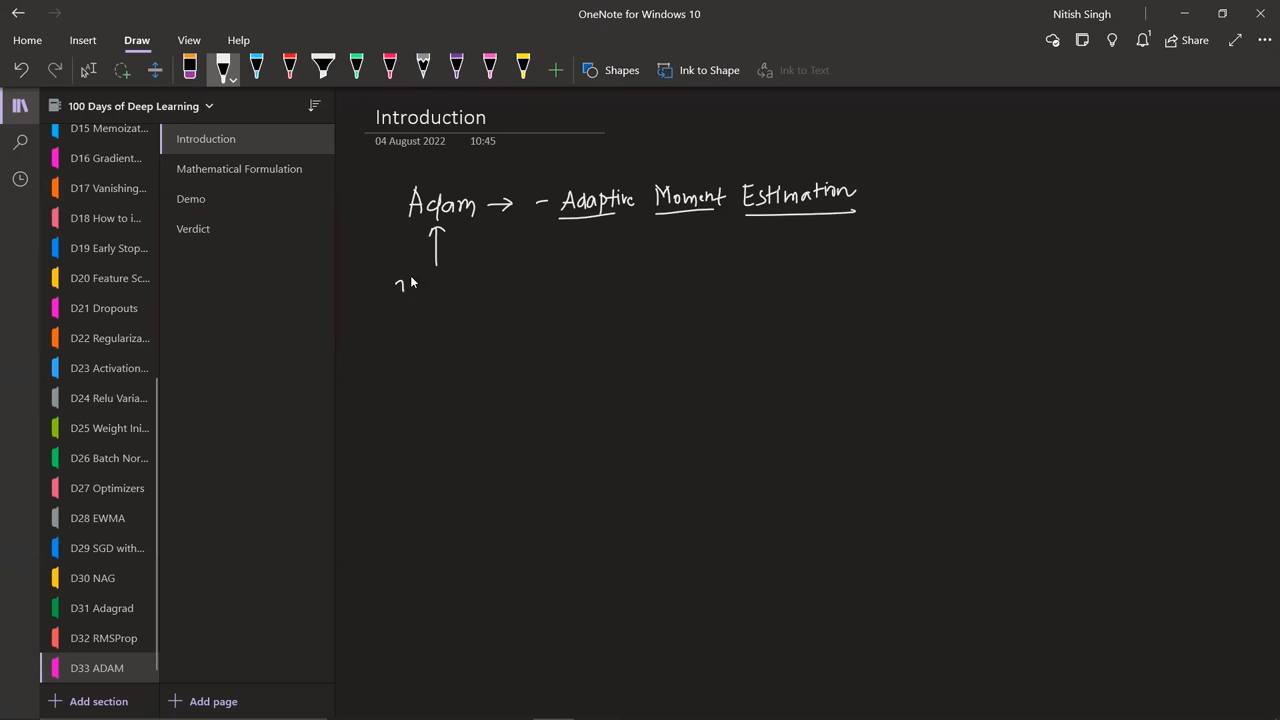 OneNote for Windows 10
Nitish Singh
Home
Insert
Draw
View
Help
Share
Shapes
Ink to Shape
Ink to Text
100 Days of Deep Learning
D15 Memoizat...
D16 Gradient...
D17 Vanishing...
D18 How to i...
D19 Early Stop...
D20 Feature Sc...
D21 Dropouts
D22 Regulariza...
D23 Activation...
D24 Relu Varia...
D25 Weight Ini...
D26 Batch Nor...
D27 Optimizers
D28 EWMA
D29 SGD with...
D30 NAG
D31 Adagrad
D32 RMSProp
D33 ADAM
Add section
Introduction
Mathematical Formulation
Demo
Verdict
Add page
Introduction
04 August 2022 10:45
Adam → - Adaptive Moment Estimation